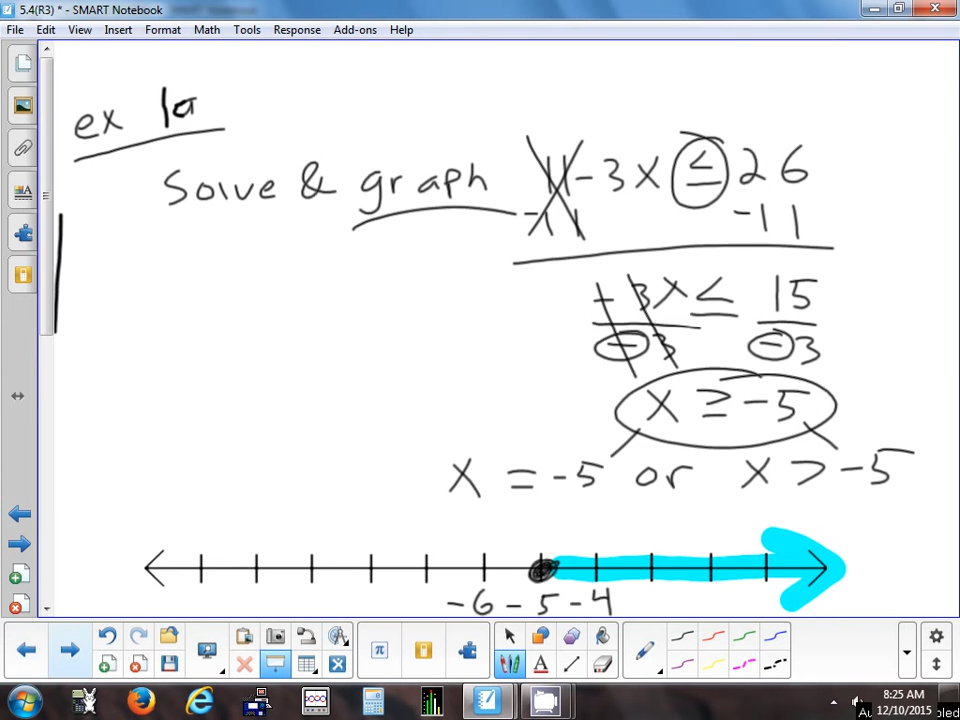 5.4(R3) * - SMART Notebook
File Edit View Insert Format Math Tools Response Add-ons Help
ex 1a
Solve & graph 11 - 3x ≤ 26
-11 -11
-3x ≤ 15
-3 -3
x ≥ -5
x = -5 or x > -5
-6 -5 -4
8:25 AM
12/10/2015